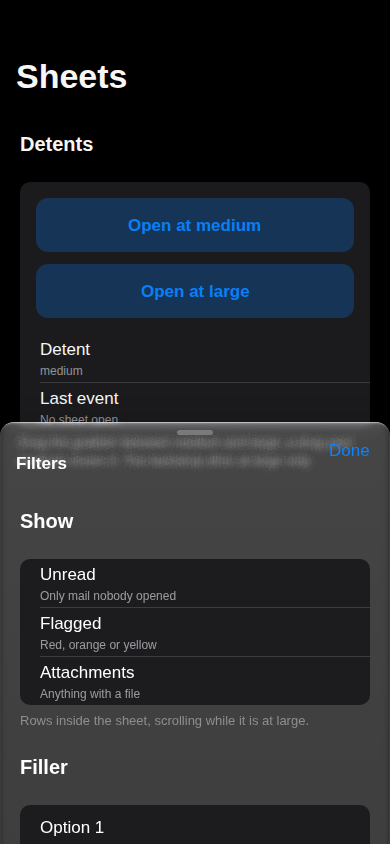 Sheets
Detents
Open at medium
Open at large
Detent
medium
Last event
No sheet open
Done
Filters
Show
Unread
Only mail nobody opened
Flagged
Red, orange or yellow
Attachments
Anything with a file
Rows inside the sheet, scrolling while it is at large.
Filler
Option 1